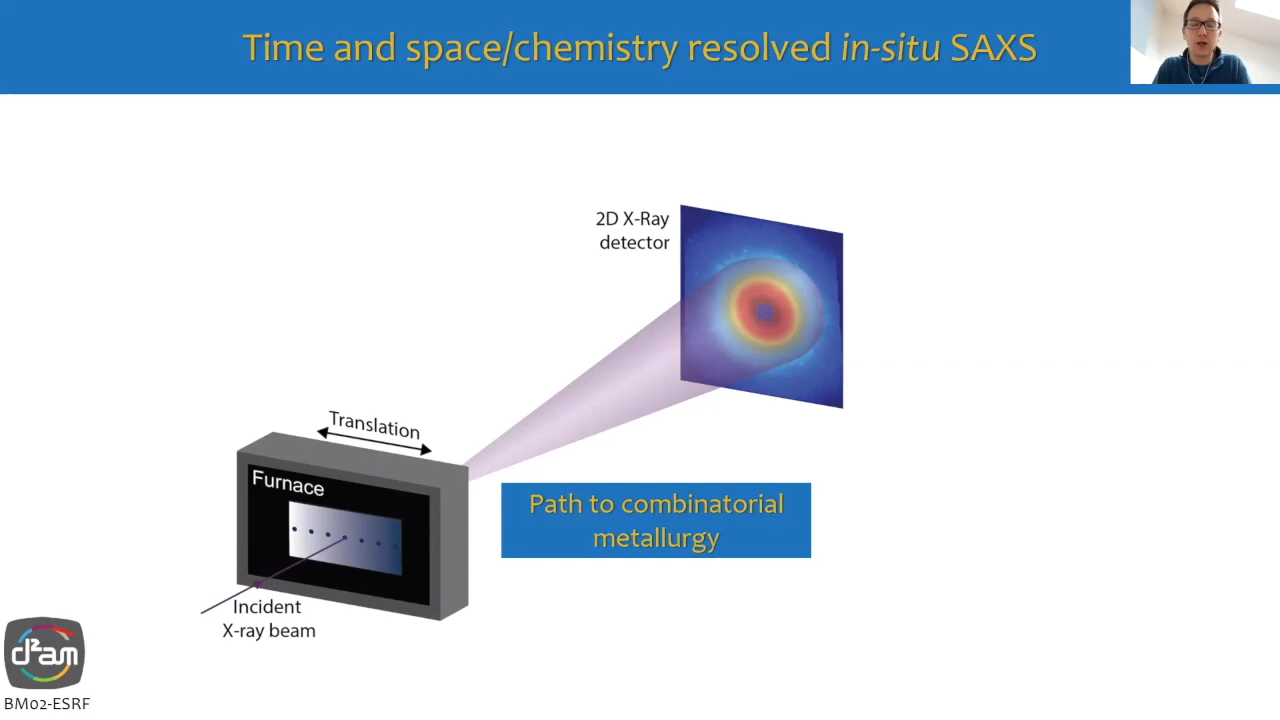 Time and space/chemistry resolved in-situ SAXS
2D X-Ray
detector
Translation
Furnace
Path to combinatorial
metallurgy
Incident
X-ray beam
d2am
BM02-ESRF